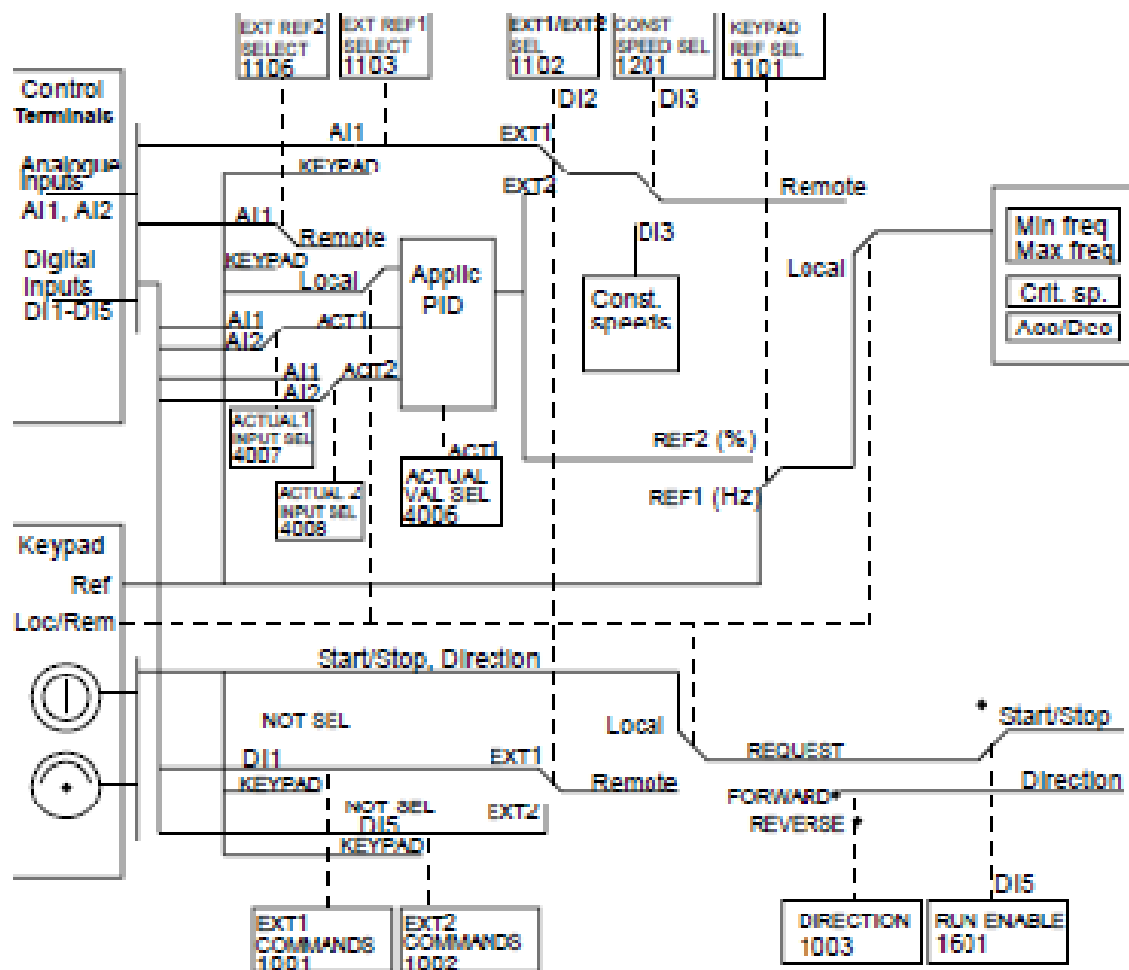 EXT REF2
SELECT
1106
EXT REF1
SELECT
1103
EXT1/EXT2
SEL
1102
CONST
SPEED SEL
1201
KEYPAD
REF SEL
1101
Control
Terminals
Analogue
Inputs
AI1, AI2
Digital
Inputs
DI1-DI5
DI2
DI3
AI1
KEYPAD
EXT1
EXT2
Remote
AI1
Remote
KEYPAD
Local
Applic
PID
DI3
Const.
speeds
Local
Min freq
Max freq
Crit. sp.
Acc/Dec
AI1
AI2
ACT1
AI1
AI2
ACT2
ACTUAL1
INPUT SEL
4007
ACTUAL 2
INPUT SEL
4008
ACT1
ACTUAL
VAL SEL
4006
REF2 (%)
REF1 (Hz)
Keypad
Ref
Loc/Rem
Start/Stop, Direction
NOT SEL
DI1
KEYPAD
EXT1
Local
Remote
REQUEST
* Start/Stop
Direction
NOT SEL
DI5
KEYPAD
EXT2
FORWARD*
REVERSE *
DI5
EXT1
COMMANDS
1001
EXT2
COMMANDS
1002
DIRECTION
1003
RUN ENABLE
1601